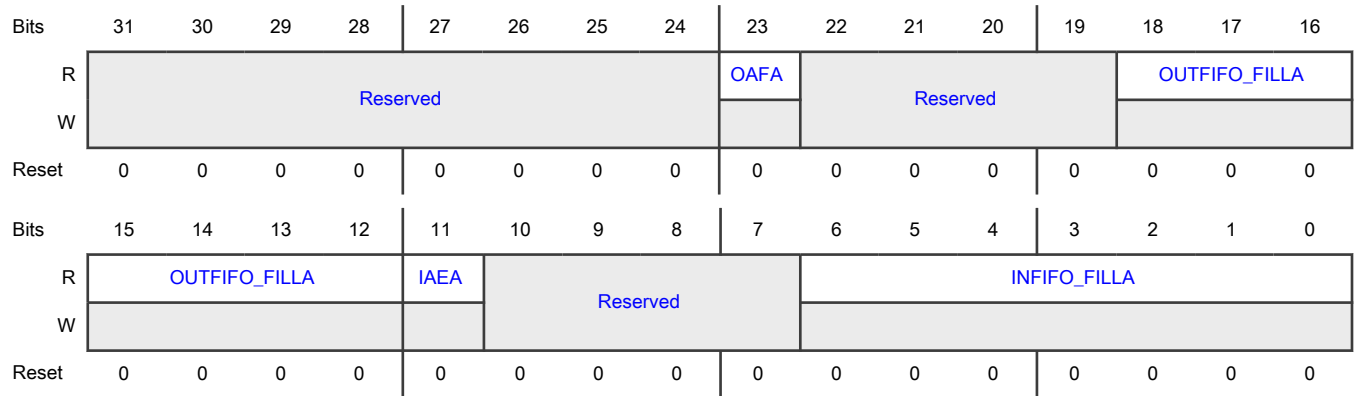 Bits 31 30 29 28 27 26 25 24 23 22 21 20 19 18 17 16
R OAFA OUTFIFO_FILLA
Reserved Reserved
W
Reset 0 0 0 0 0 0 0 0 0 0 0 0 0 0 0 0
Bits 15 14 13 12 11 10 9 8 7 6 5 4 3 2 1 0
R OUTFIFO_FILLA IAEA INFIFO_FILLA
Reserved
W
Reset 0 0 0 0 0 0 0 0 0 0 0 0 0 0 0 0